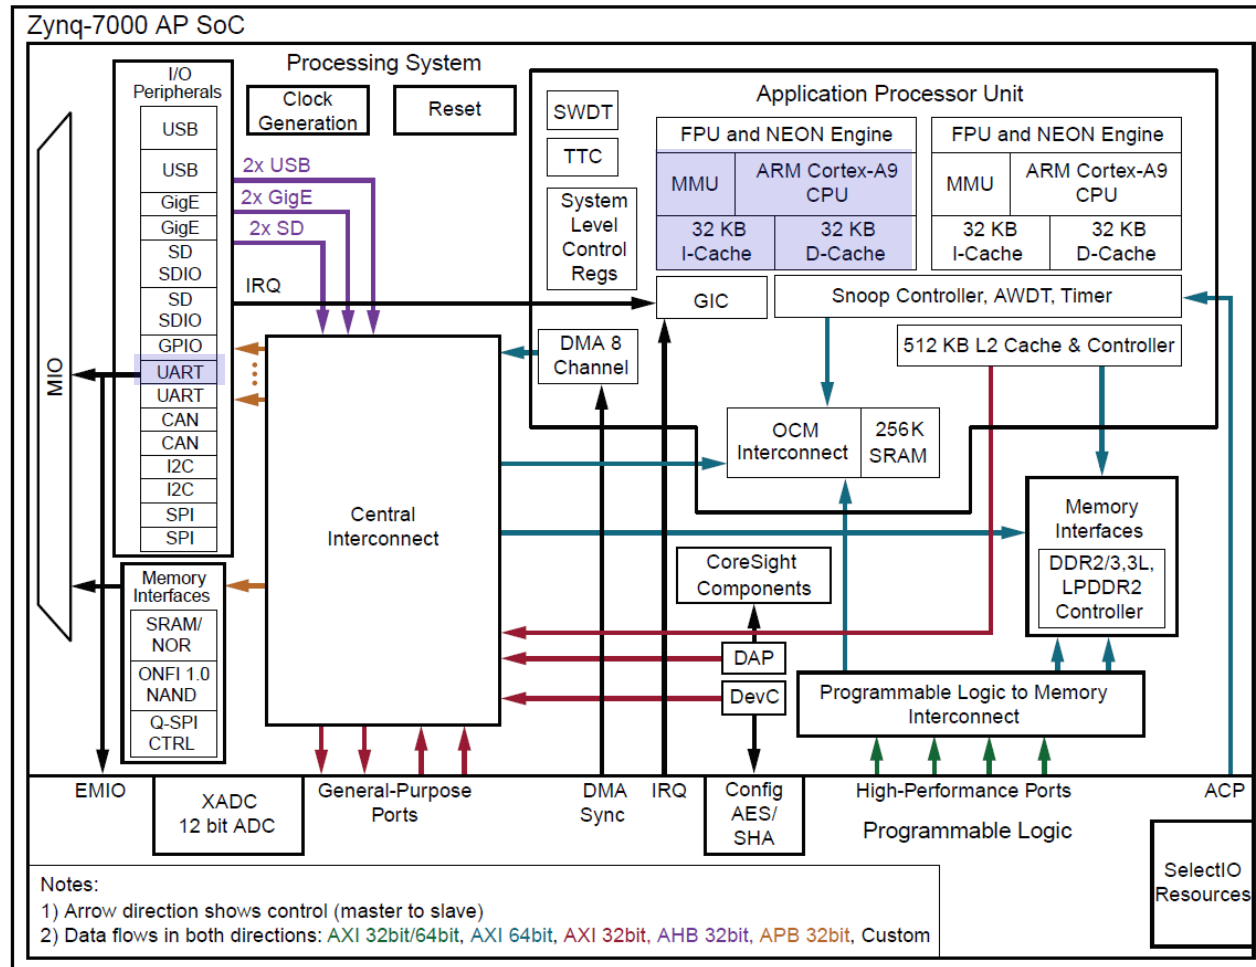 Zynq-7000 AP SoC
Processing System
I/O
Peripherals
USB
USB
GigE
GigE
SD
SDIO
SD
SDIO
GPIO
UART
UART
CAN
CAN
I2C
I2C
SPI
SPI
MIO
Clock
Generation
Reset
2x USB
2x GigE
2x SD
IRQ
Application Processor Unit
SWDT
TTC
System
Level
Control
Regs
FPU and NEON Engine
MMU
ARM Cortex-A9
CPU
32 KB
I-Cache
32 KB
D-Cache
FPU and NEON Engine
MMU
ARM Cortex-A9
CPU
32 KB
I-Cache
32 KB
D-Cache
GIC
Snoop Controller, AWDT, Timer
DMA 8
Channel
512 KB L2 Cache & Controller
OCM
Interconnect
256K
SRAM
Central
Interconnect
Memory
Interfaces
DDR2/3,3L,
LPDDR2
Controller
CoreSight
Components
DAP
DevC
Programmable Logic to Memory
Interconnect
Memory
Interfaces
SRAM/
NOR
ONFI 1.0
NAND
Q-SPI
CTRL
EMIO
XADC
12 bit ADC
General-Purpose
Ports
DMA
Sync
IRQ
Config
AES/
SHA
High-Performance Ports
ACP
Programmable Logic
SelectIO
Resources
Notes:
1) Arrow direction shows control (master to slave)
2) Data flows in both directions: AXI 32bit/64bit, AXI 64bit, AXI 32bit, AHB 32bit, APB 32bit, Custom